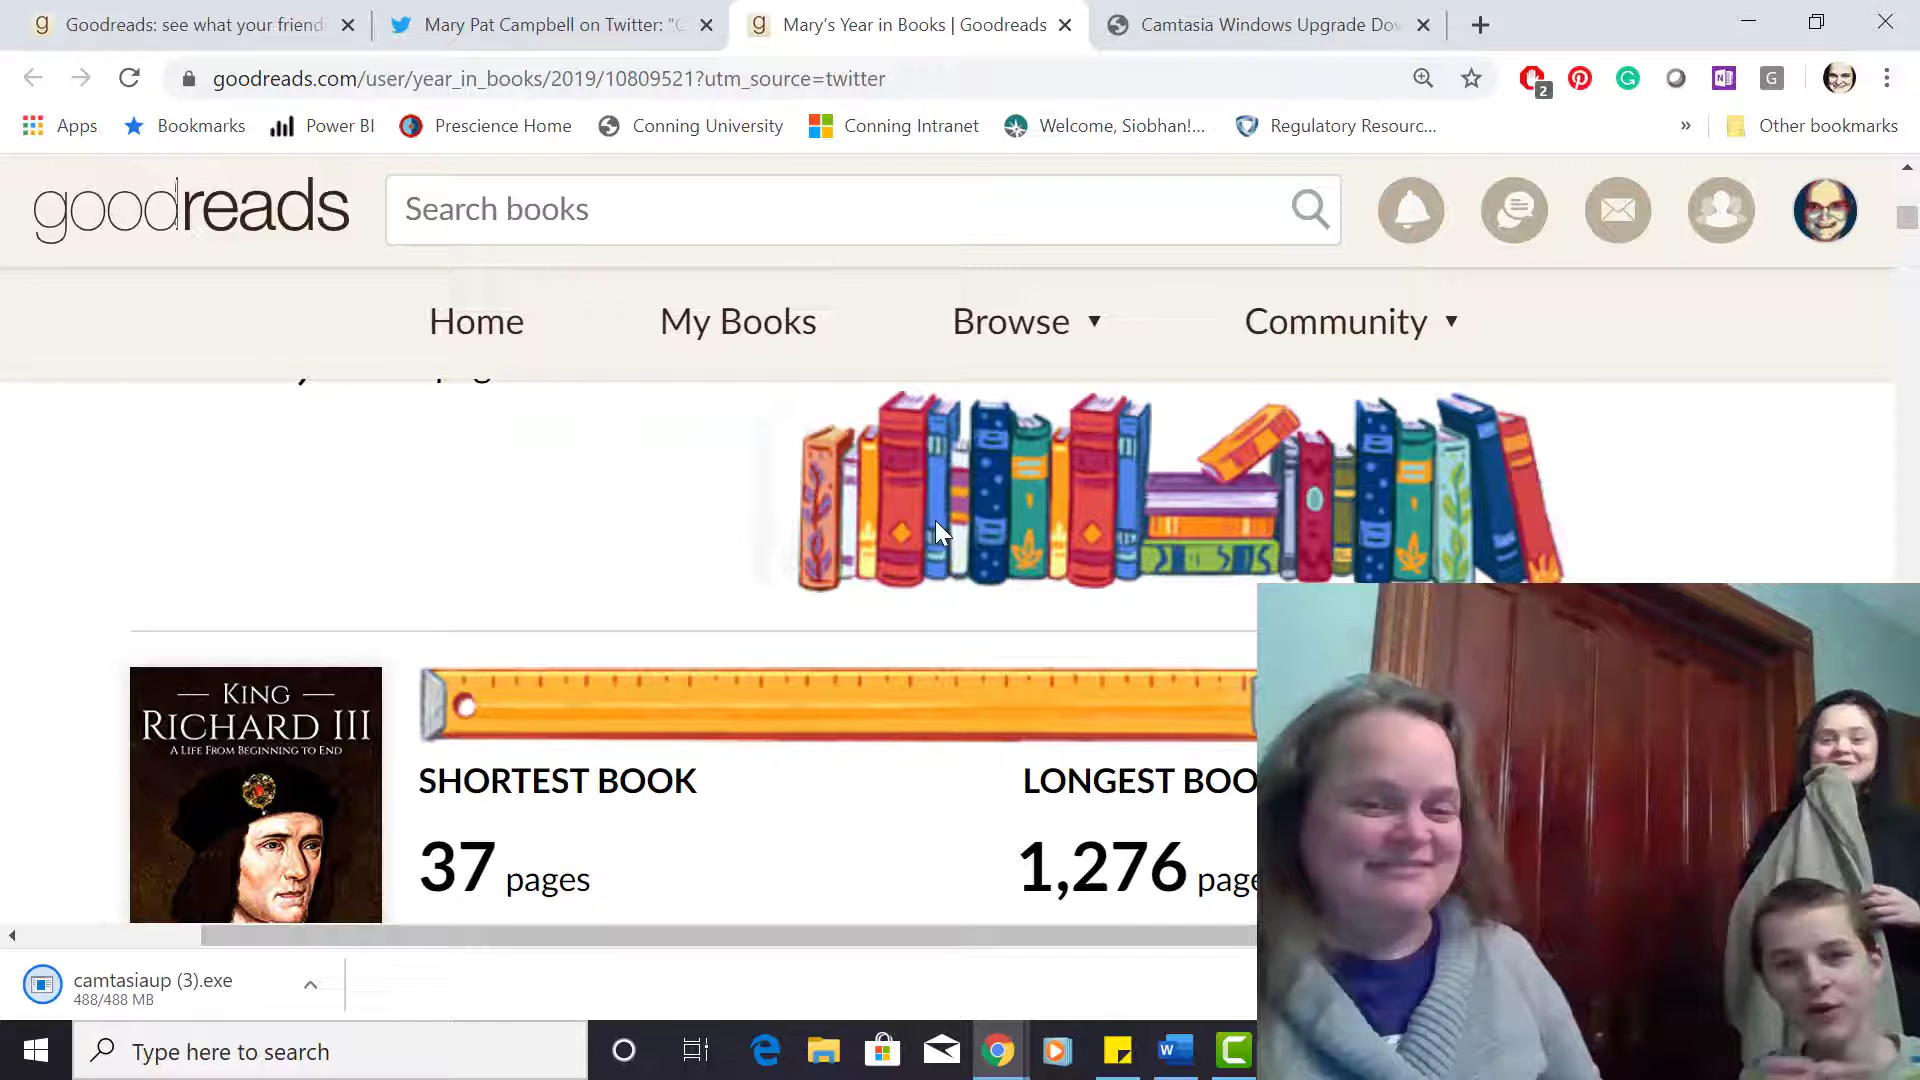 Goodreads: see what your friend
Mary Pat Campbell on Twitter: "C
Mary's Year in Books | Goodreads
Camtasia Windows Upgrade Dov
goodreads.com/user/year_in_books/2019/10809521?utm_source=twitter
2
Apps
Bookmarks
Power BI
Prescience Home
Conning University
Conning Intranet
Welcome, Siobhan!...
Regulatory Resourc...
»
Other bookmarks
goodreads
Search books
Home
My Books
Browse
Community
KING
RICHARD III
A LIFE FROM BEGINNING TO END
SHORTEST BOOK
LONGEST BOO
37 pages
1,276 page
camtasiaup (3).exe
488/488 MB
Type here to search